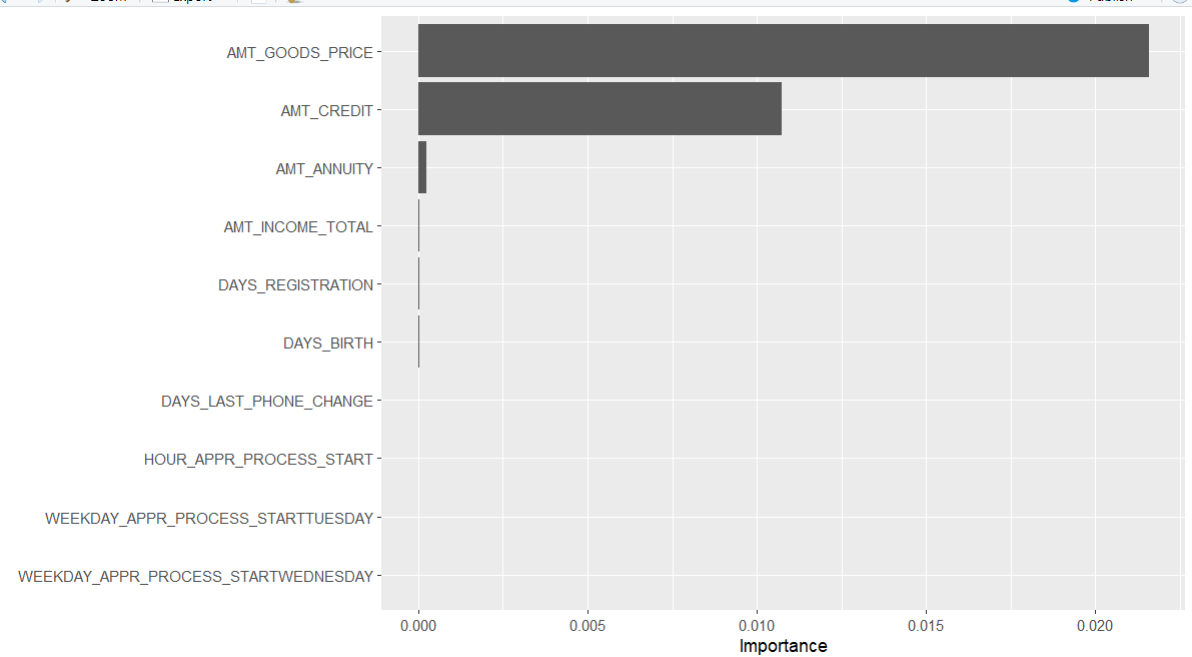 AMT_GOODS_PRICE
AMT_CREDIT
AMT_ANNUITY
AMT_INCOME_TOTAL
DAYS_REGISTRATION
DAYS_BIRTH
DAYS_LAST_PHONE_CHANGE
HOUR_APPR_PROCESS_START
WEEKDAY_APPR_PROCESS_STARTTUESDAY
WEEKDAY_APPR_PROCESS_STARTWEDNESDAY
0.000 0.005 0.010 0.015 0.020
Importance